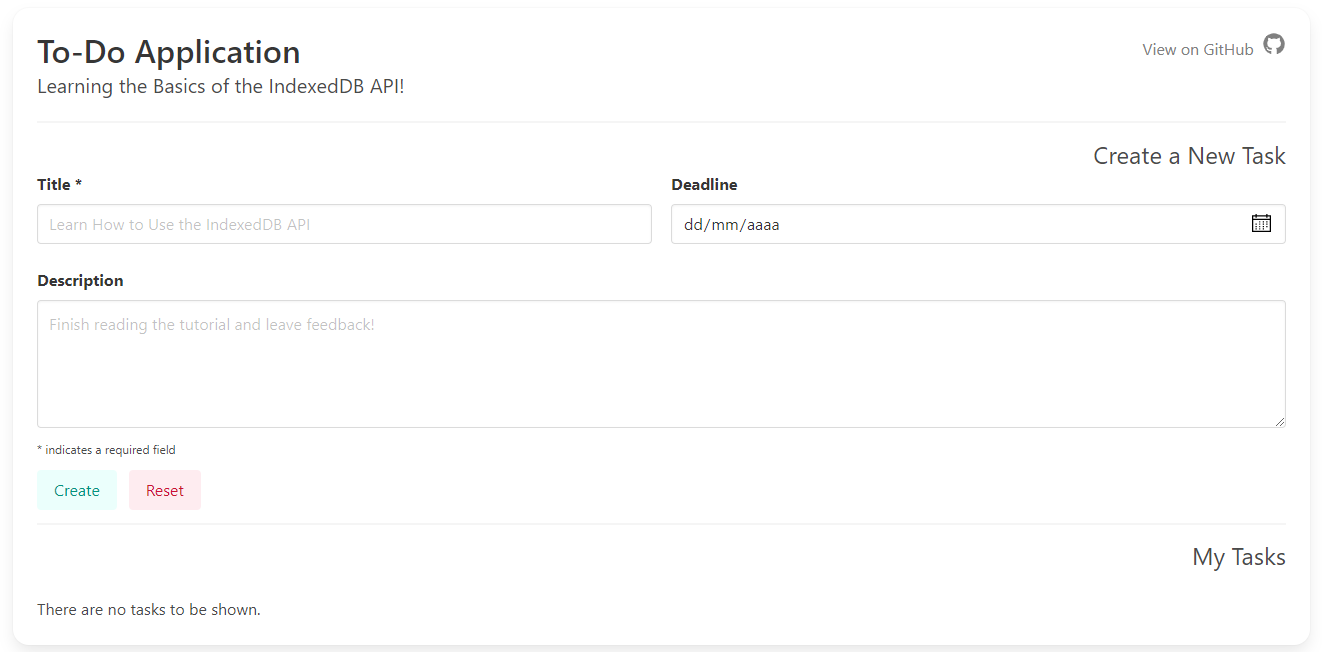 To-Do Application
View on GitHub
Learning the Basics of the IndexedDB API!
Create a New Task
Title *
Deadline
Learn How to Use the IndexedDB API
dd/mm/aaaa
Description
Finish reading the tutorial and leave feedback!
* indicates a required field
Create
Reset
My Tasks
There are no tasks to be shown.